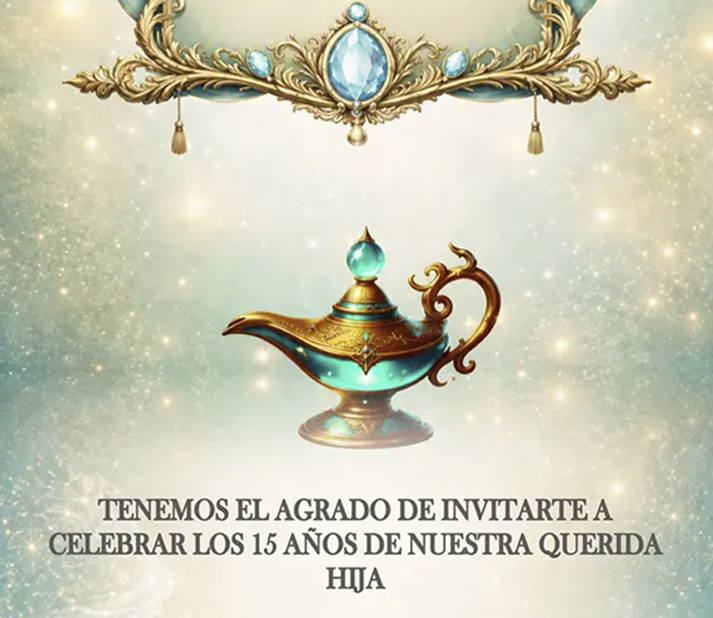 TENEMOS EL AGRADO DE INVITARTE A
CELEBRAR LOS 15 AÑOS DE NUESTRA QUERIDA
HIJA